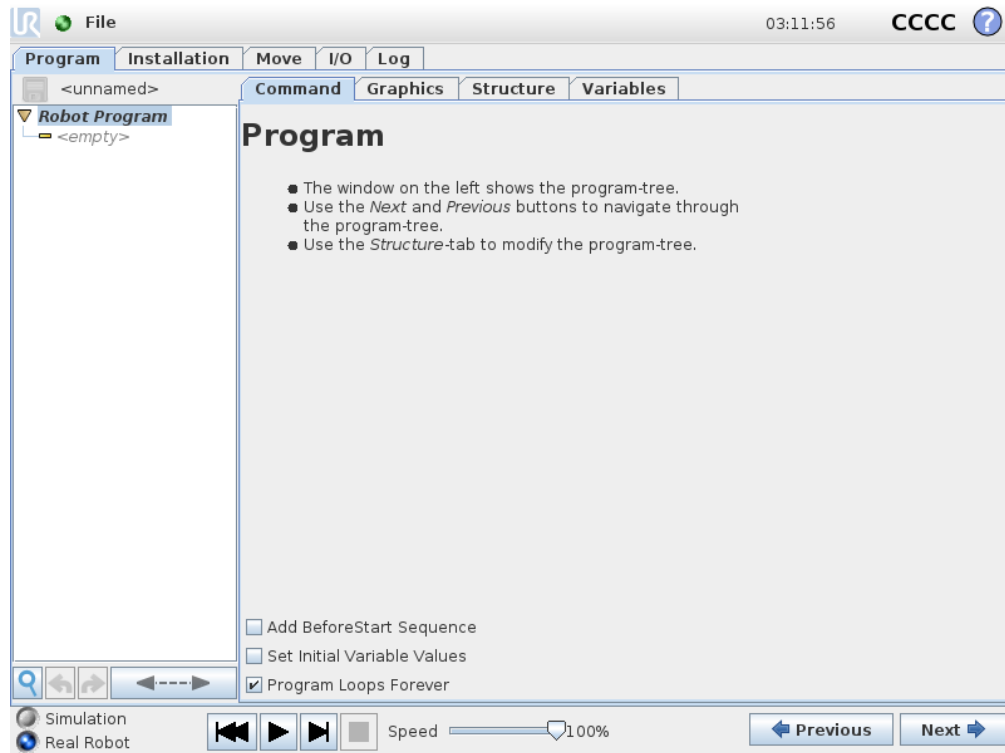 UR File 03:11:56 CCCC ?
Program Installation Move I/O Log
<unnamed> Command Graphics Structure Variables
Robot Program
<empty>
Program
The window on the left shows the program-tree.
Use the Next and Previous buttons to navigate through
the program-tree.
Use the Structure-tab to modify the program-tree.
Add BeforeStart Sequence
Set Initial Variable Values
Program Loops Forever
Simulation
Real Robot
Speed 100%
Previous Next